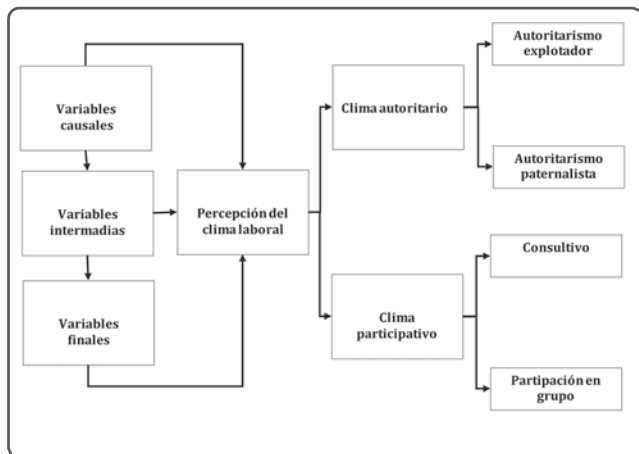 Variables
causales
Variables
intermadias
Variables
finales
Percepción del
clima laboral
Clima autoritario
Clima
participativo
Autoritarismo
explotador
Autoritarismo
paternalista
Consultivo
Partipación en
grupo